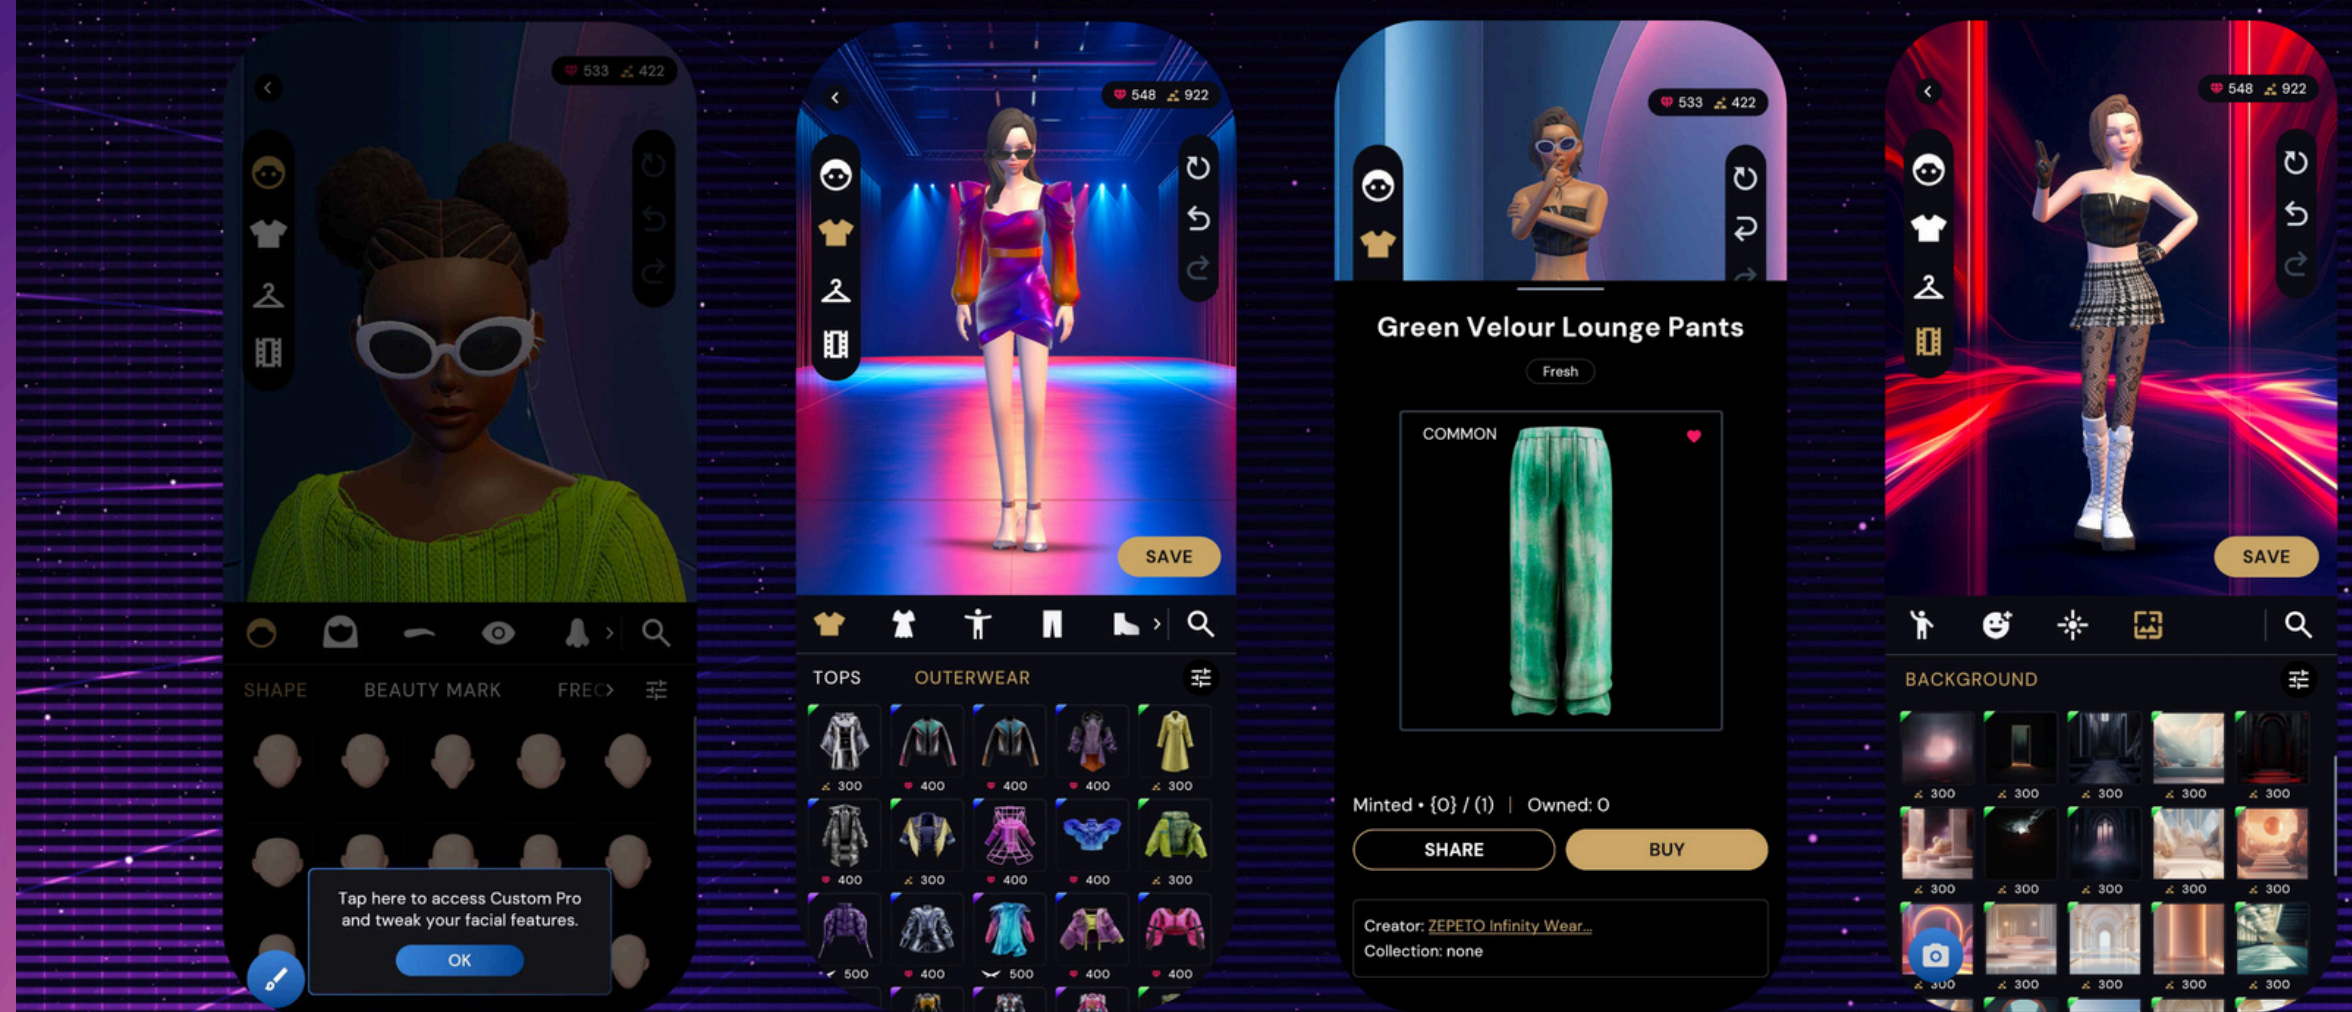 533 422
SHAPE BEAUTY MARK FREC
Tap here to access Custom Pro
and tweak your facial features.
OK
548 922
SAVE
TOPS OUTERWEAR
300 400 400 400 300
400 300 400 400 300
500 400 500 400 400
533 422
Green Velour Lounge Pants
Fresh
COMMON
Minted • {0} / (1) | Owned: 0
SHARE BUY
Creator: ZEPETO Infinity Wear...
Collection: none
548 922
SAVE
BACKGROUND
300 300 300 300 300
300 300 300 300 300
300 300 300 300 300